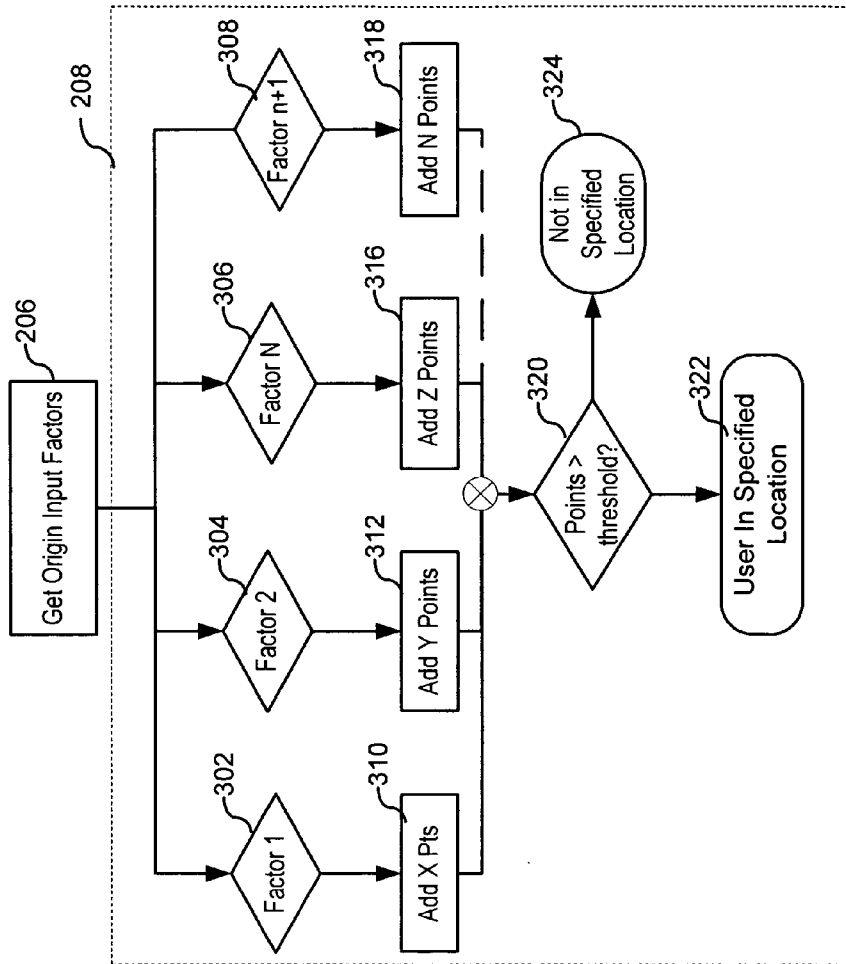 206
Get Origin Input Factors
208
302
Factor 1
304
Factor 2
306
Factor N
308
Factor n+1
310
Add X Pts
312
Add Y Points
316
Add Z Points
318
Add N Points
320
Points >
threshold?
324
Not in
Specified
Location
322
User In Specified
Location